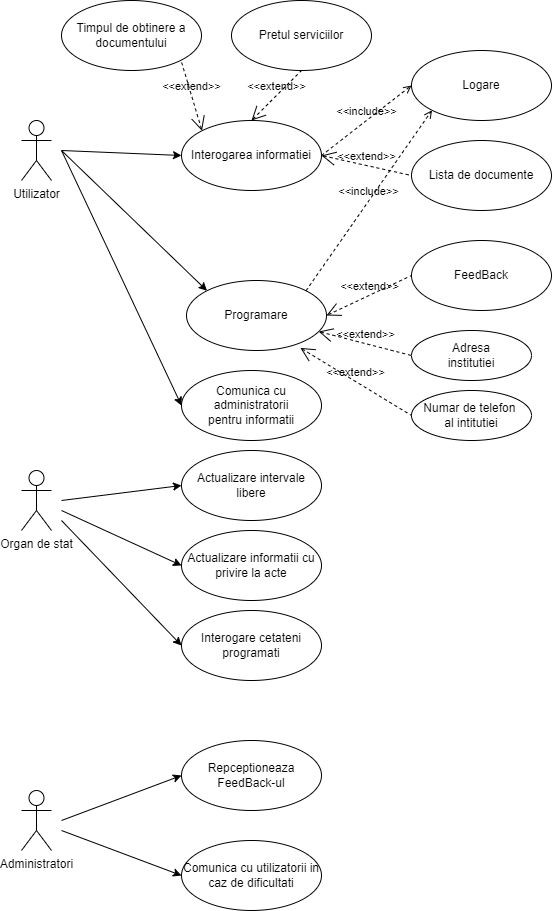 Timpul de obtinere a
documentului
Pretul serviciilor
<<extend>>
<<extend>>
Logare
<<include>>
Interogarea informatiei
<<extend>>
Lista de documente
<<include>>
Utilizator
FeedBack
<<extend>>
Programare
<<extend>>
Adresa
institutiei
<<extend>>
Comunica cu
administratorii
pentru informatii
Numar de telefon
al intitutiei
Actualizare intervale
libere
Organ de stat
Actualizare informatii cu
privire la acte
Interogare cetateni
programati
Repceptioneaza
FeedBack-ul
Administratori
Comunica cu utilizatorii in
caz de dificultati